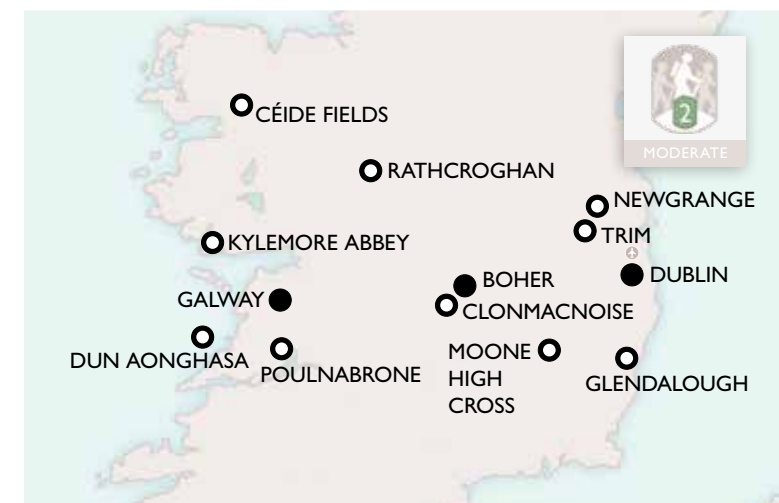 2
MODERATE
CÉIDE FIELDS
RATHCROGHAN
NEWGRANGE
TRIM
KYLEMORE ABBEY
DUBLIN
BOHER
GALWAY
CLONMACNOISE
DUN AONGHASA
POULNABRONE
MOONE
HIGH
CROSS
GLENDALOUGH